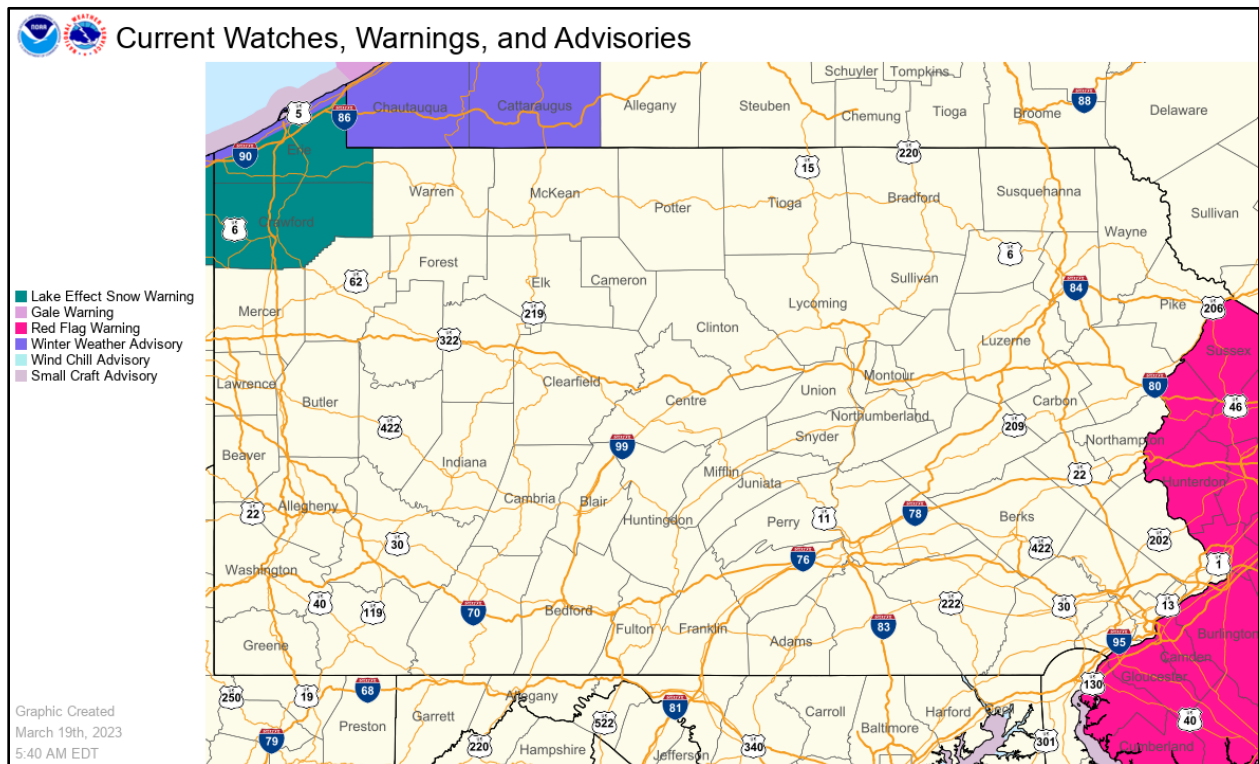 NOAA
Current Watches, Warnings, and Advisories
Lake Effect Snow Warning
Gale Warning
Red Flag Warning
Winter Weather Advisory
Wind Chill Advisory
Small Craft Advisory
Graphic Created
March 19th, 2023
5:40 AM EDT
Schuyler
Tompkins
Chautauqua
Cattaraugus
Allegany
Steuben
Chemung
Tioga
Broome
88
Delaware
5
86
90
Erie
15
220
Warren
McKean
Potter
Tioga
Bradford
Susquehanna
Sullivan
6
Crawford
Wayne
6
Forest
62
Elk
Cameron
Sullivan
84
Pike
206
Mercer
219
Lycoming
Clinton
322
Luzerne
Sussex
Lawrence
Butler
Clearfield
Centre
Union
Montour
Carbon
80
46
422
Northumberland
209
Snyder
99
Northampton
Beaver
Indiana
Mifflin
Juniata
22
Hunterdon
Cambria
Blair
Allegheny
22
Huntingdon
Perry
11
78
Berks
30
76
422
202
1
Washington
40
119
70
Bedford
222
30
13
Fulton
Franklin
Adams
83
95
Burlington
Greene
Camden
Gloucester
250
19
68
Allegany
130
Preston
Garrett
522
81
Carroll
Harford
Cecil
40
79
220
Hampshire
Jefferson
340
Baltimore
301
Cumberland